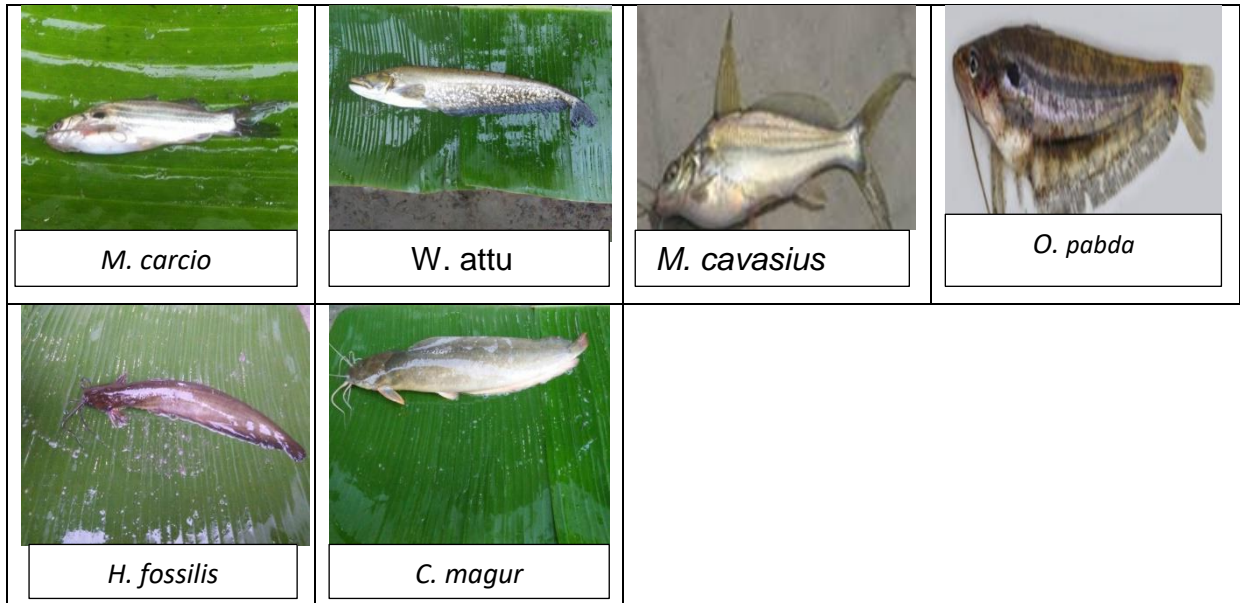 M. carcio
W. attu
M. cavasius
O. pabda
H. fossilis
C. magur